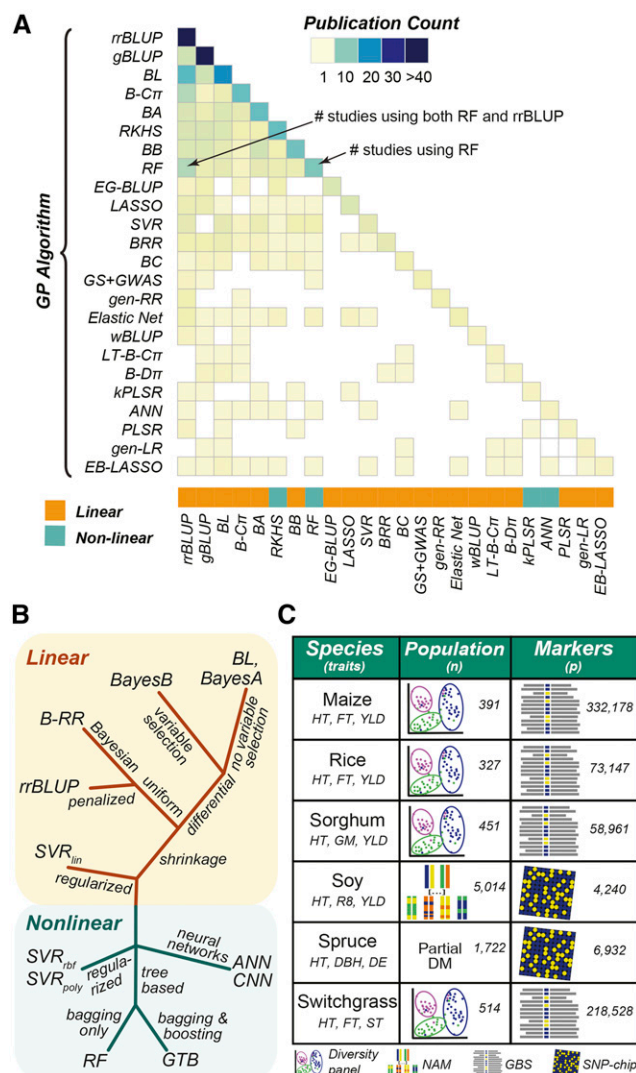 A
Publication Count
1 10 20 30 >40
# studies using both RF and rrBLUP
# studies using RF
GP Algorithm
rrBLUP
gBLUP
BL
B-Cπ
BA
RKHS
BB
RF
EG-BLUP
LASSO
SVR
BRR
BC
GS+GWAS
gen-RR
Elastic Net
wBLUP
LT-B-Cπ
B-Dπ
kPLSR
ANN
PLSR
gen-LR
EB-LASSO
Linear
Non-linear
rrBLUP
gBLUP
BL
B-Cπ
BA
RKHS
BB
RF
EG-BLUP
LASSO
SVR
BRR
BC
GS+GWAS
gen-RR
Elastic Net
wBLUP
LT-B-Cπ
B-Dπ
kPLSR
ANN
PLSR
gen-LR
EB-LASSO
B
Linear
BL,
BayesA
BayesB
variable
selection
no variable
selection
B-RR
Bayesian
uniform
differential
rrBLUP
penalized
shrinkage
SVRlin
regularized
Nonlinear
neural
networks
ANN
CNN
SVRrbf
SVRpoly
regula-
rized
tree
based
bagging
only
bagging &
boosting
RF
GTB
C
Species
(traits)
Population
(n)
Markers
(p)
Maize
HT, FT, YLD
391
332,178
Rice
HT, FT, YLD
327
73,147
Sorghum
HT, GM, YLD
451
58,961
Soy
HT, R8, YLD
[...]
5,014
4,240
Spruce
HT, DBH, DE
Partial
DM
1,722
6,932
Switchgrass
HT, FT, ST
514
218,528
Diversity
panel
NAM
GBS
SNP-chip